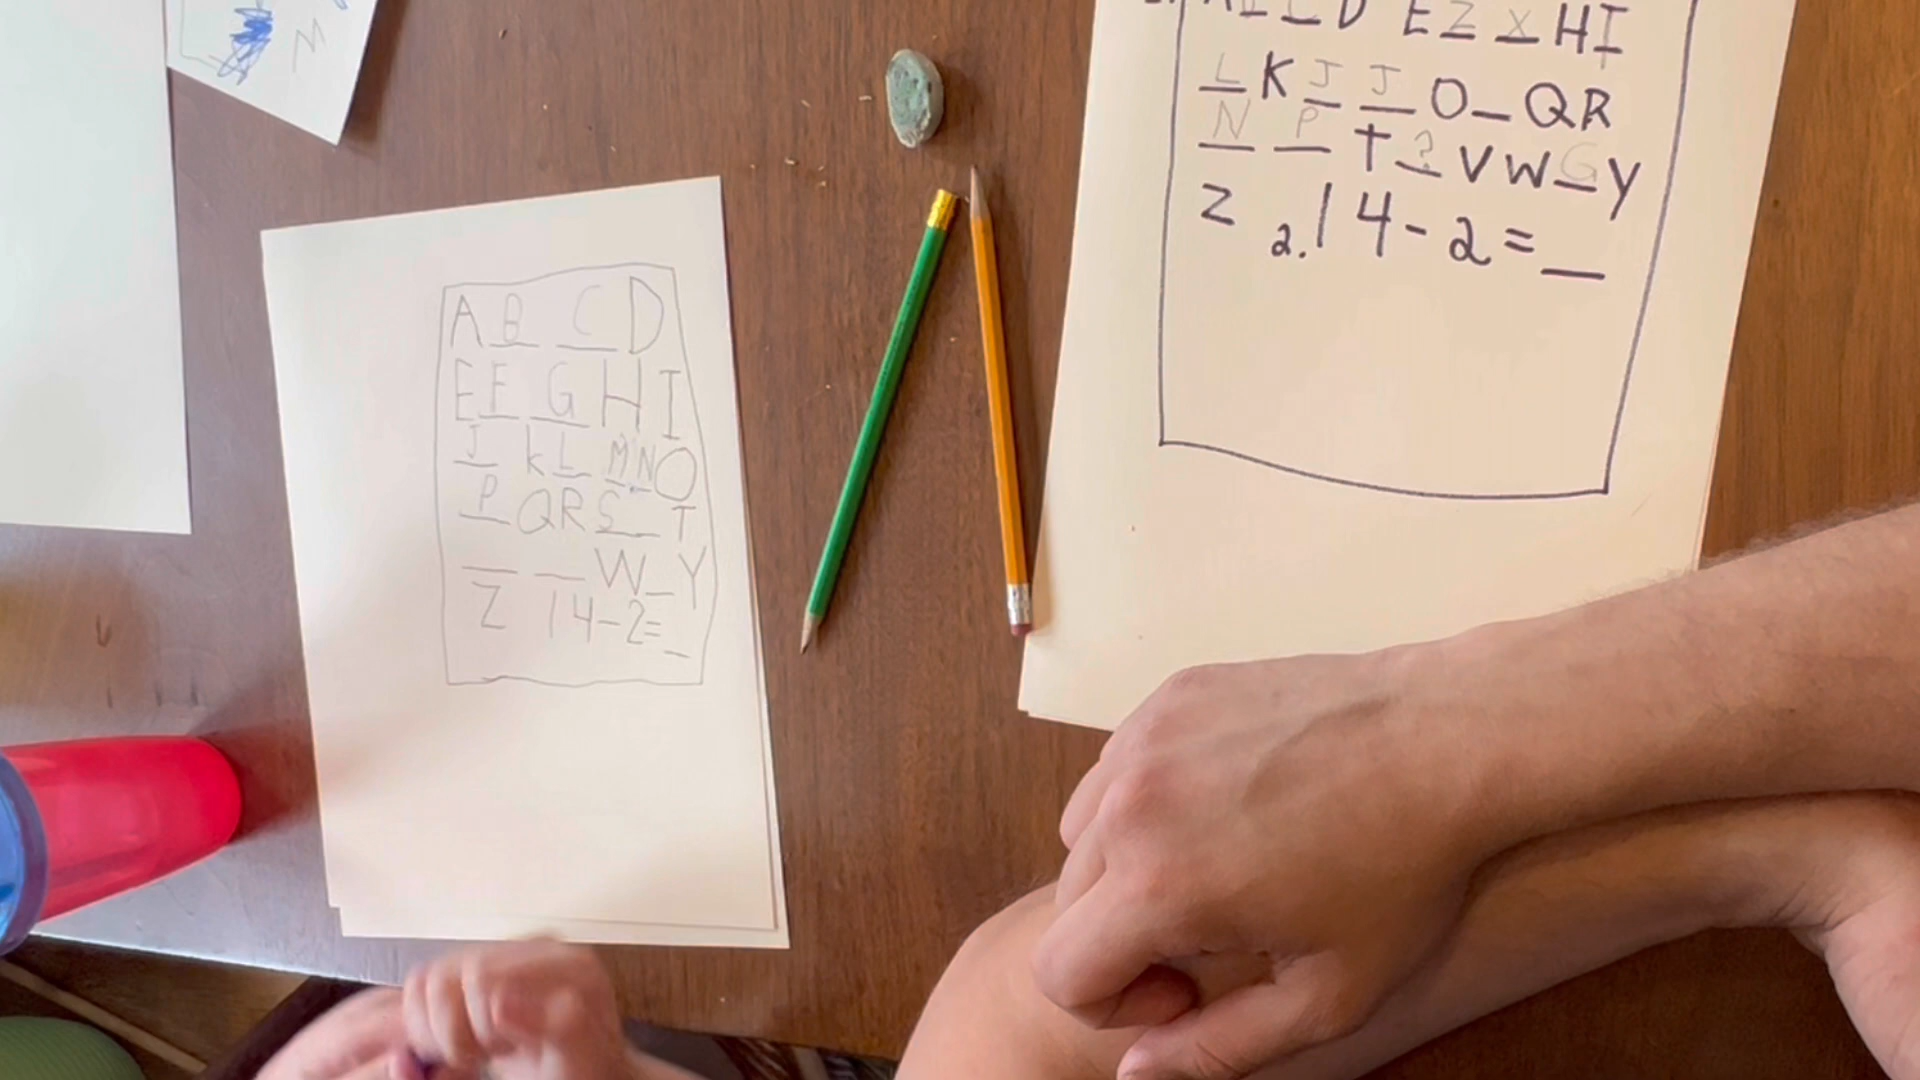 M
A B C D
E F G H I
J K L M N O
P Q R S _ T
_ _ W _ Y
Z 14-2=_
D E Z X H I
L K J J O _ Q R
N P T ? V W G Y
Z 2. 14-2=_